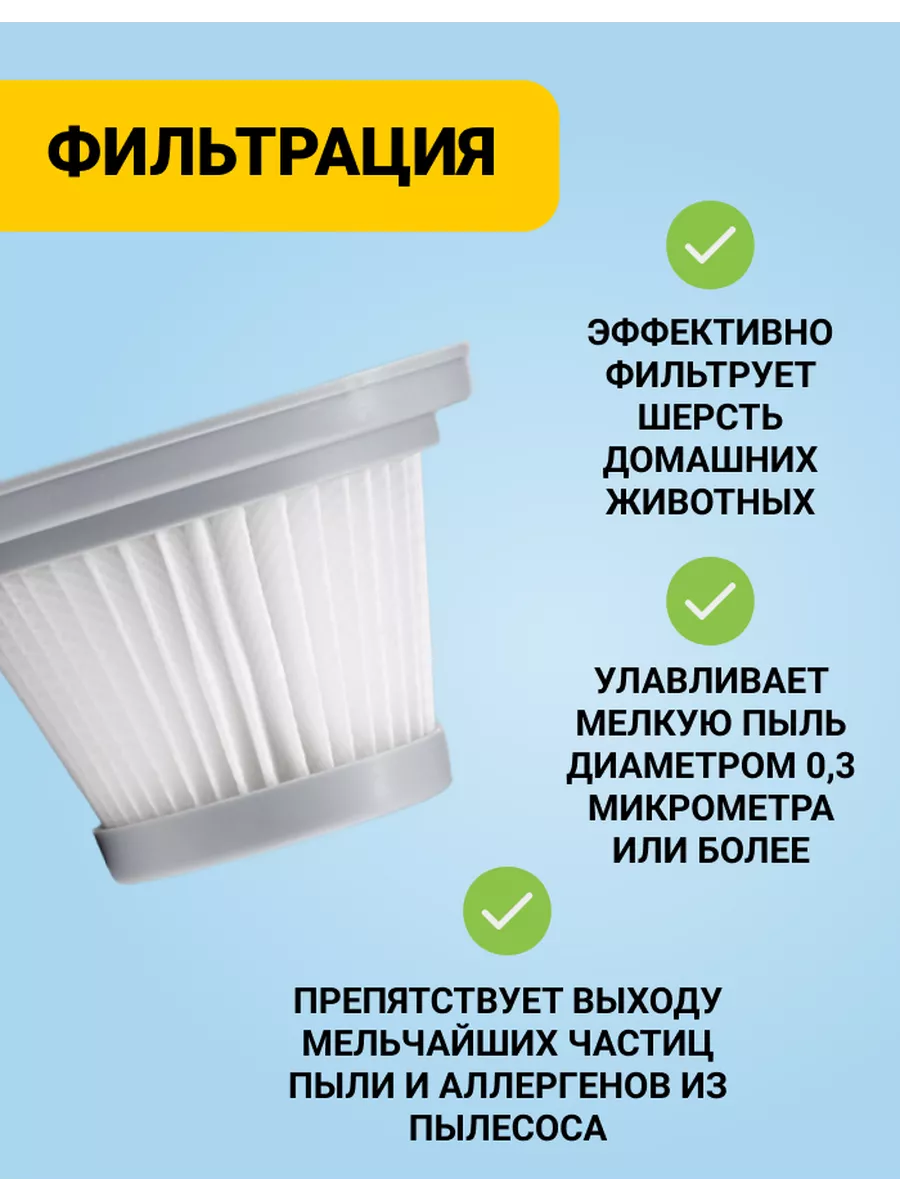 ФИЛЬТРАЦИЯ
ЭФФЕКТИВНО
ФИЛЬТРУЕТ
ШЕРСТЬ
ДОМАШНИХ
ЖИВОТНЫХ
УЛАВЛИВАЕТ
МЕЛКУЮ ПЫЛЬ
ДИАМЕТРОМ 0,3
МИКРОМЕТРА
ИЛИ БОЛЕЕ
ПРЕПЯТСТВУЕТ ВЫХОДУ
МЕЛЬЧАЙШИХ ЧАСТИЦ
ПЫЛИ И АЛЛЕРГЕНОВ ИЗ
ПЫЛЕСОСА